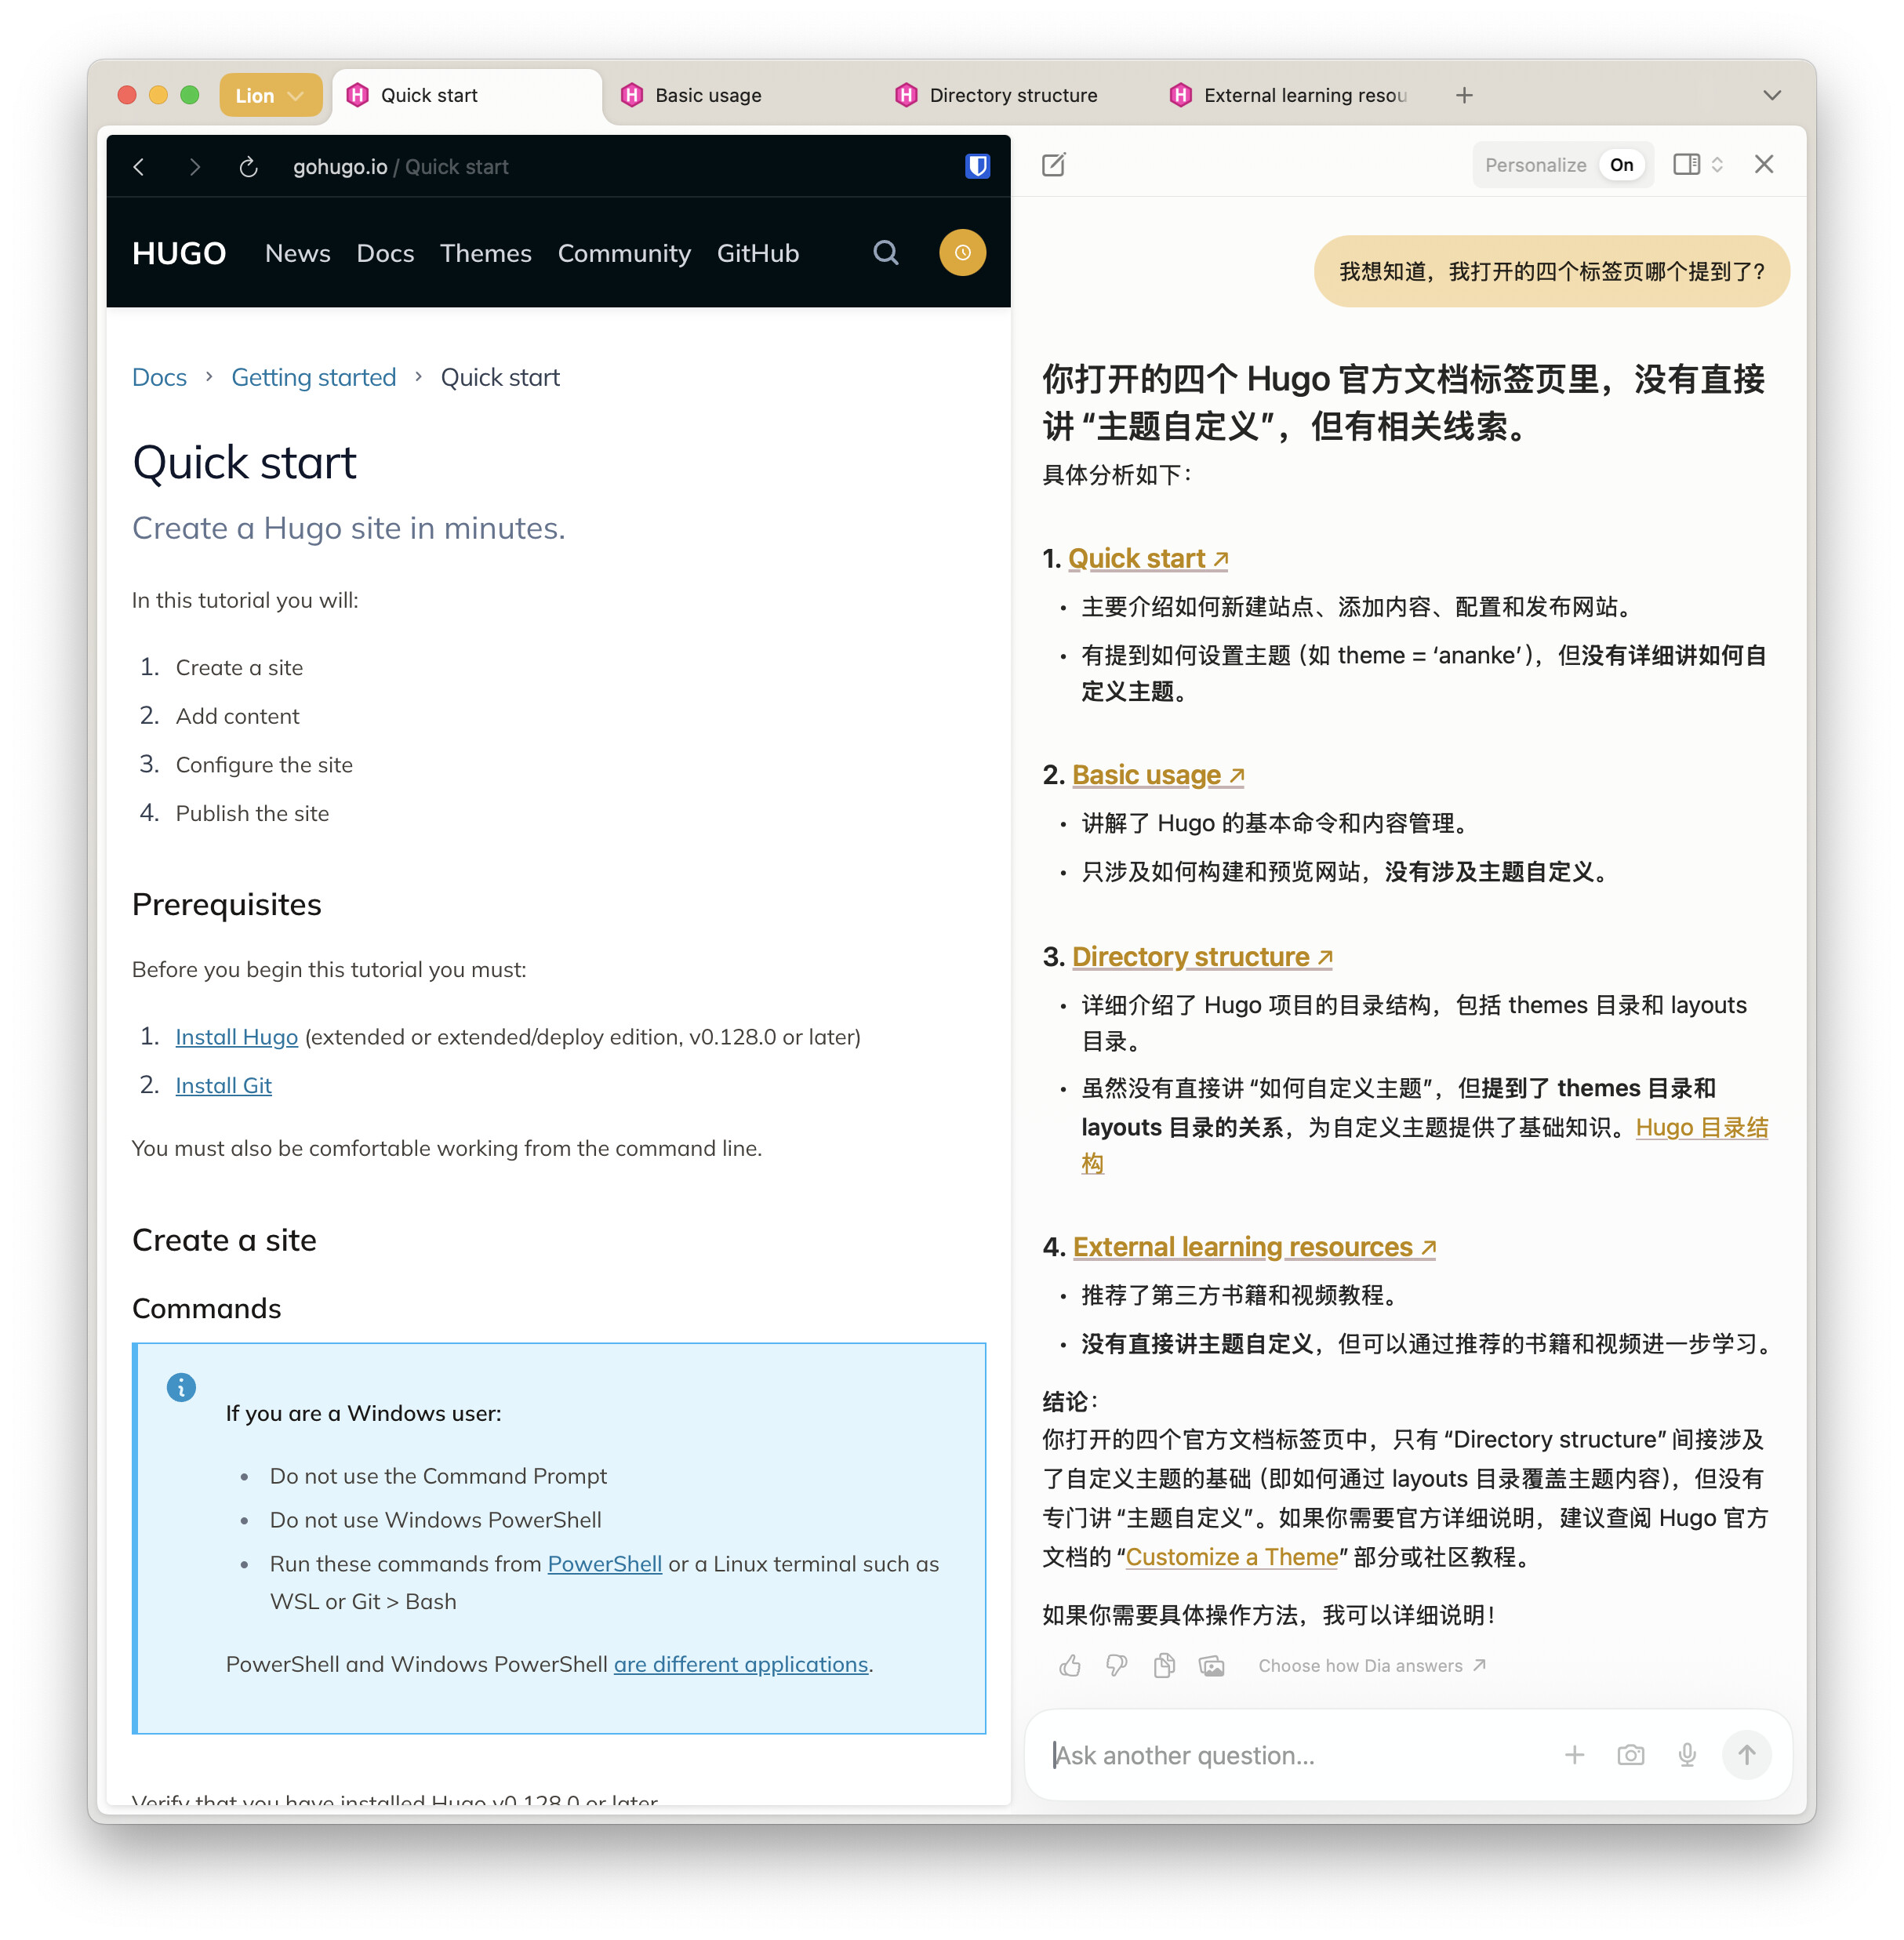 Lion
Quick start
Basic usage
Directory structure
External learning resou
gohugo.io / Quick start
HUGO
News
Docs
Themes
Community
GitHub
Docs > Getting started > Quick start
Quick start
Create a Hugo site in minutes.
In this tutorial you will:
1. Create a site
2. Add content
3. Configure the site
4. Publish the site
Prerequisites
Before you begin this tutorial you must:
1. Install Hugo (extended or extended/deploy edition, v0.128.0 or later)
2. Install Git
You must also be comfortable working from the command line.
Create a site
Commands
If you are a Windows user:
• Do not use the Command Prompt
• Do not use Windows PowerShell
• Run these commands from PowerShell or a Linux terminal such as
WSL or Git > Bash
PowerShell and Windows PowerShell are different applications.
Verify that you have installed Hugo v0.128.0 or later
Personalize On
我想知道，我打开的四个标签页哪个提到了?
你打开的四个 Hugo 官方文档标签页里，没有直接
讲 “主题自定义”，但有相关线索。
具体分析如下：
1. Quick start ↗
• 主要介绍如何新建站点、添加内容、配置和发布网站。
• 有提到如何设置主题 (如 theme = ‘ananke’)，但没有详细讲如何自
定义主题。
2. Basic usage ↗
• 讲解了 Hugo 的基本命令和内容管理。
• 只涉及如何构建和预览网站，没有涉及主题自定义。
3. Directory structure ↗
• 详细介绍了 Hugo 项目的目录结构，包括 themes 目录和 layouts
目录。
• 虽然没有直接讲 “如何自定义主题”，但提到了 themes 目录和
layouts 目录的关系，为自定义主题提供了基础知识。Hugo 目录结
构
4. External learning resources ↗
• 推荐了第三方书籍和视频教程。
• 没有直接讲主题自定义，但可以通过推荐的书籍和视频进一步学习。
结论：
你打开的四个官方文档标签页中，只有 “Directory structure” 间接涉及
了自定义主题的基础 (即如何通过 layouts 目录覆盖主题内容)，但没有
专门讲 “主题自定义”。如果你需要官方详细说明，建议查阅 Hugo 官方
文档的 “Customize a Theme” 部分或社区教程。
如果你需要具体操作方法，我可以详细说明！
Choose how Dia answers ↗
Ask another question...